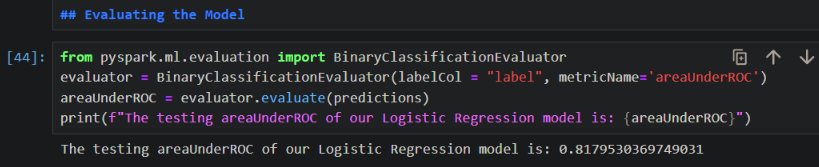 ## Evaluating the Model
[44]:
from pyspark.ml.evaluation import BinaryClassificationEvaluator
evaluator = BinaryClassificationEvaluator(labelCol = "label", metricName='areaUnderROC')
areaUnderROC = evaluator.evaluate(predictions)
print(f"The testing areaUnderROC of our Logistic Regression model is: {areaUnderROC}")
The testing areaUnderROC of our Logistic Regression model is: 0.8179530369749031